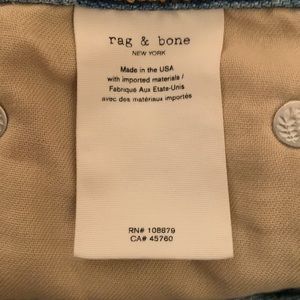 rag & bone
NEW YORK
Made in the USA
with imported materials /
Fabriqué Aux Etats-Unis
avec des matériaux importés
RN# 108879
CA# 45760